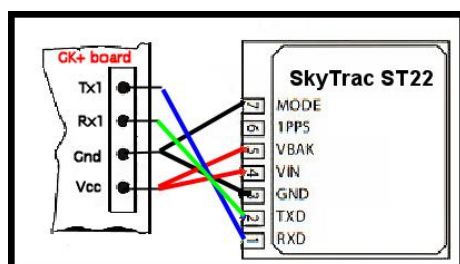 GK+ board
Tx1
Rx1
Gnd
Vcc
SkyTrac ST22
7 MODE
6 1PPS
5 VBAK
4 VIN
3 GND
2 TXD
1 RXD